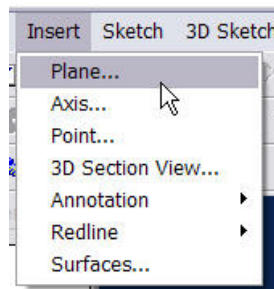 Insert Sketch 3D Sketch
Plane...
Axis...
Point...
3D Section View...
Annotation
Redline
Surfaces...